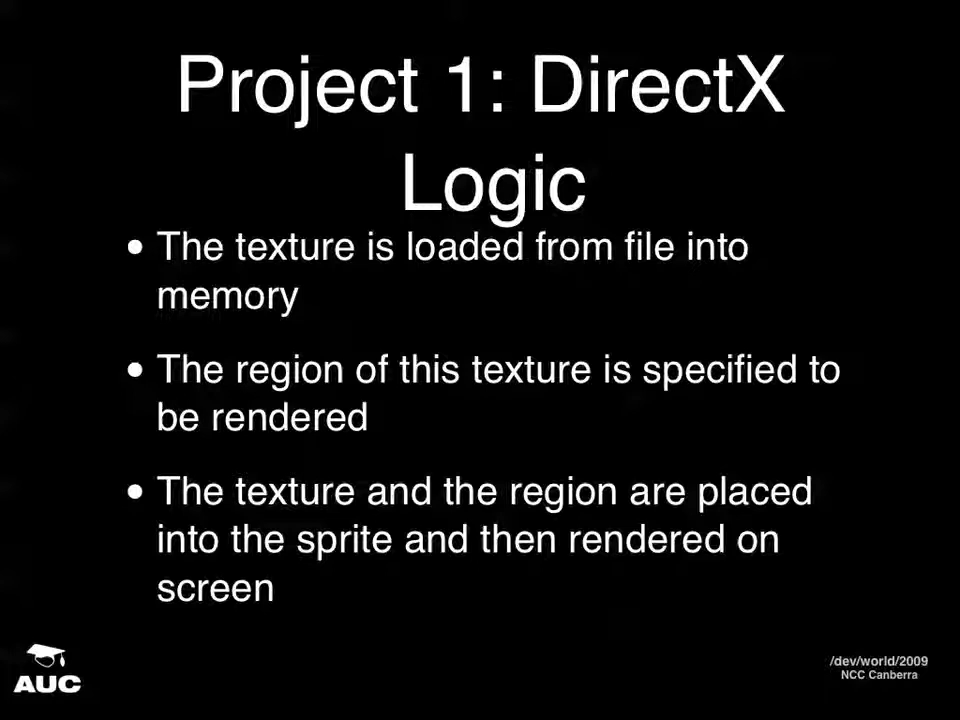 Project 1: DirectX
Logic
• The texture is loaded from file into
memory
• The region of this texture is specified to
be rendered
• The texture and the region are placed
into the sprite and then rendered on
screen
AUC
/dev/world/2009
NCC Canberra